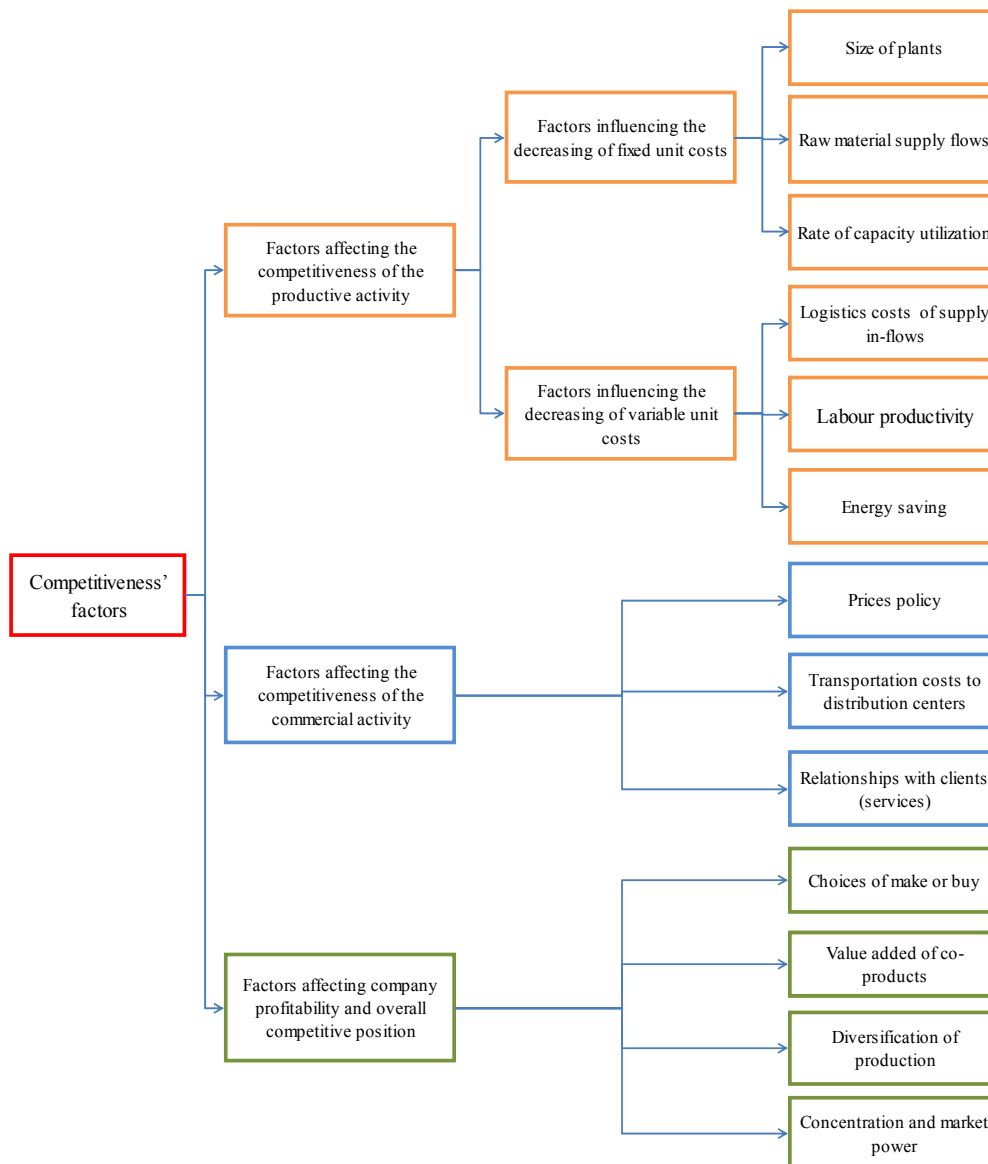 Competitiveness’
factors
Factors affecting the
competitiveness of the
productive activity
Factors influencing the
decreasing of fixed unit costs
Size of plants
Raw material supply flows
Rate of capacity utilization
Factors influencing the
decreasing of variable unit
costs
Logistics costs of supply
in-flows
Labour productivity
Energy saving
Factors affecting the
competitiveness of the
commercial activity
Prices policy
Transportation costs to
distribution centers
Relationships with clients
(services)
Factors affecting company
profitability and overall
competitive position
Choices of make or buy
Value added of co-
products
Diversification of
production
Concentration and market
power